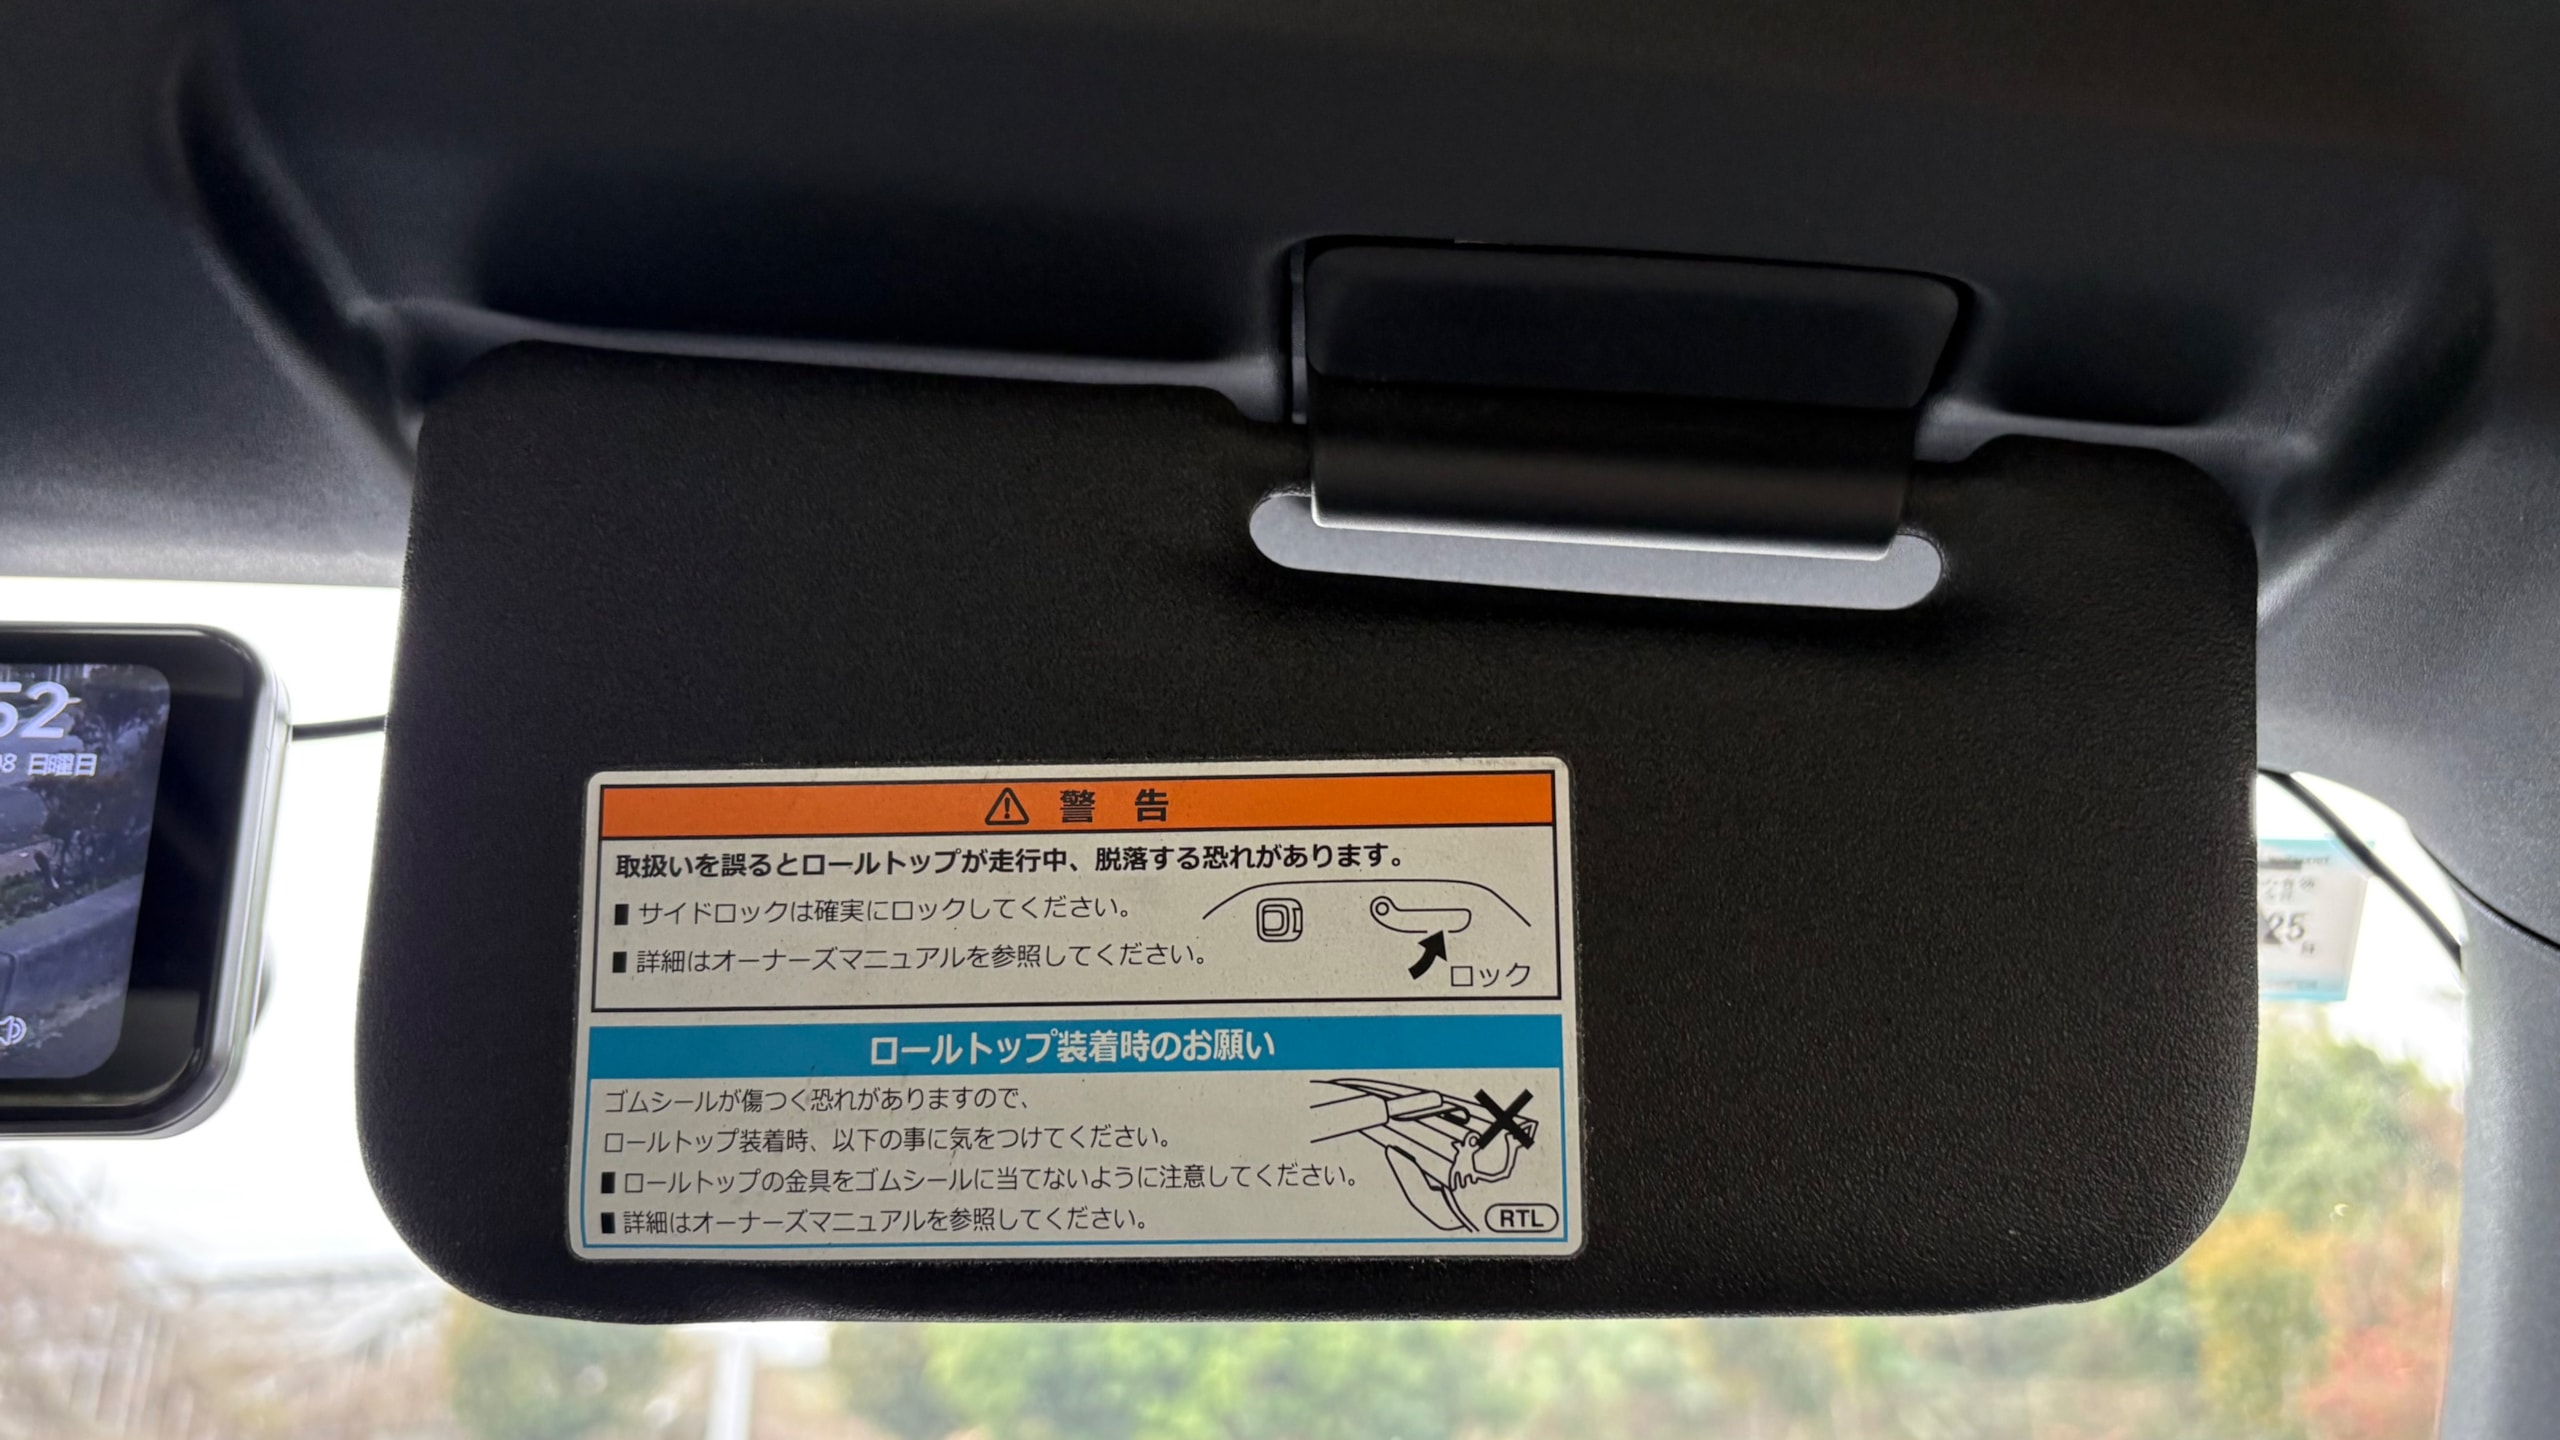 52
08 日曜日
警 告
取扱いを誤るとロールトップが走行中、脱落する恐れがあります。
■ サイドロックは確実にロックしてください。
■ 詳細はオーナーズマニュアルを参照してください。
ロック
ロールトップ装着時のお願い
ゴムシールが傷つく恐れがありますので、
ロールトップ装着時、以下の事に気をつけてください。
■ ロールトップの金具をゴムシールに当てないように注意してください。
■ 詳細はオーナーズマニュアルを参照してください。
RTL
25